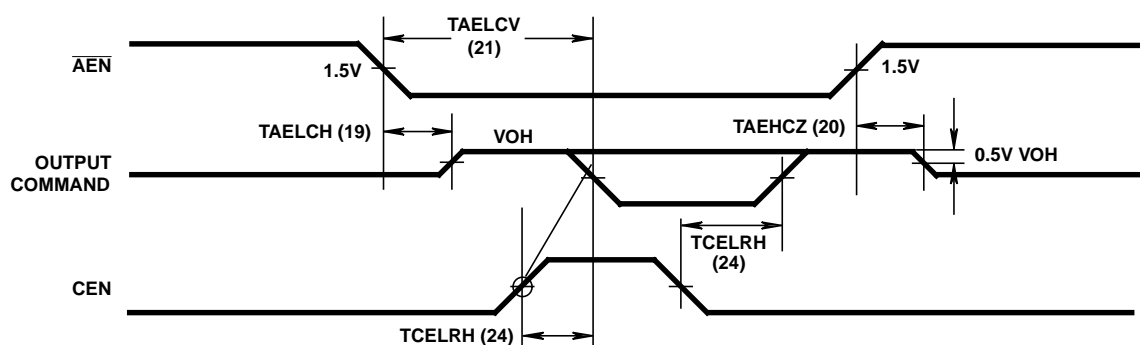 TAELCV
(21)
AEN
1.5V
1.5V
TAELCH (19)
VOH
TAEHCZ (20)
0.5V VOH
OUTPUT
COMMAND
TCELRH
(24)
CEN
TCELRH (24)